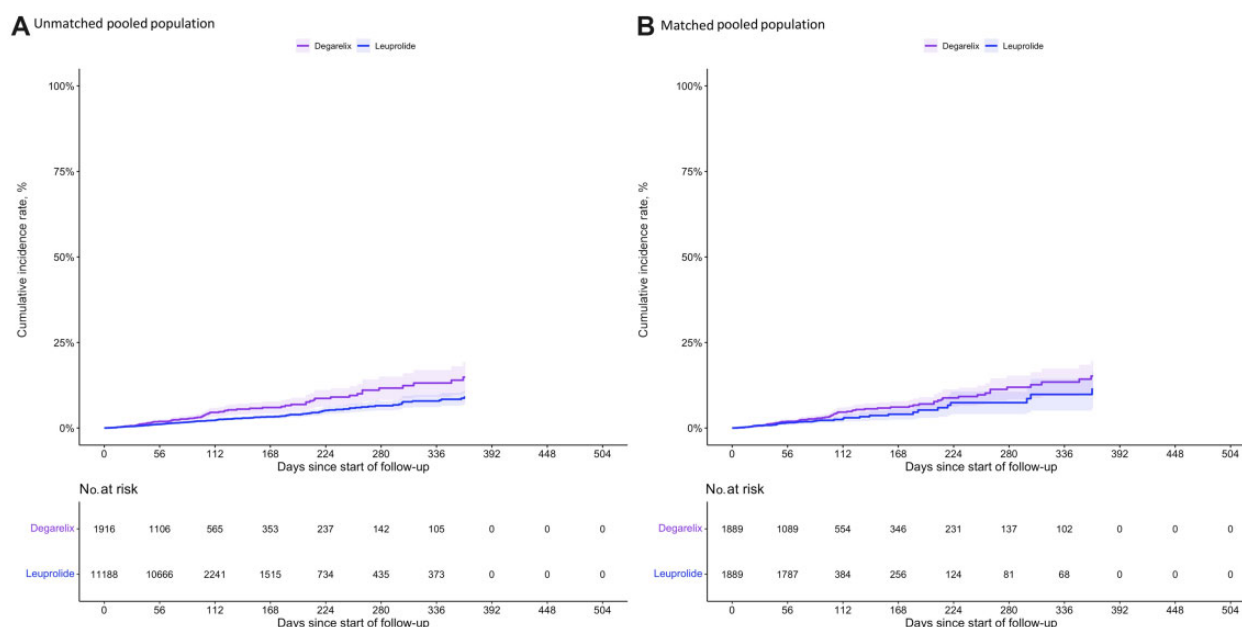 A Unmatched pooled population
Degarelix Leuprolide
100%
75%
50%
25%
0%
Cumulative incidence rate, %
0 56 112 168 224 280 336 392 448 504
Days since start of follow-up
No. at risk
Degarelix 1916 1106 565 353 237 142 105 0 0 0
Leuprolide 11188 10666 2241 1515 734 435 373 0 0 0
0 56 112 168 224 280 336 392 448 504
Days since start of follow-up
B Matched pooled population
Degarelix Leuprolide
100%
75%
50%
25%
0%
Cumulative incidence rate, %
0 56 112 168 224 280 336 392 448 504
Days since start of follow-up
No. at risk
Degarelix 1889 1089 554 346 231 137 102 0 0 0
Leuprolide 1889 1787 384 256 124 81 68 0 0 0
0 56 112 168 224 280 336 392 448 504
Days since start of follow-up